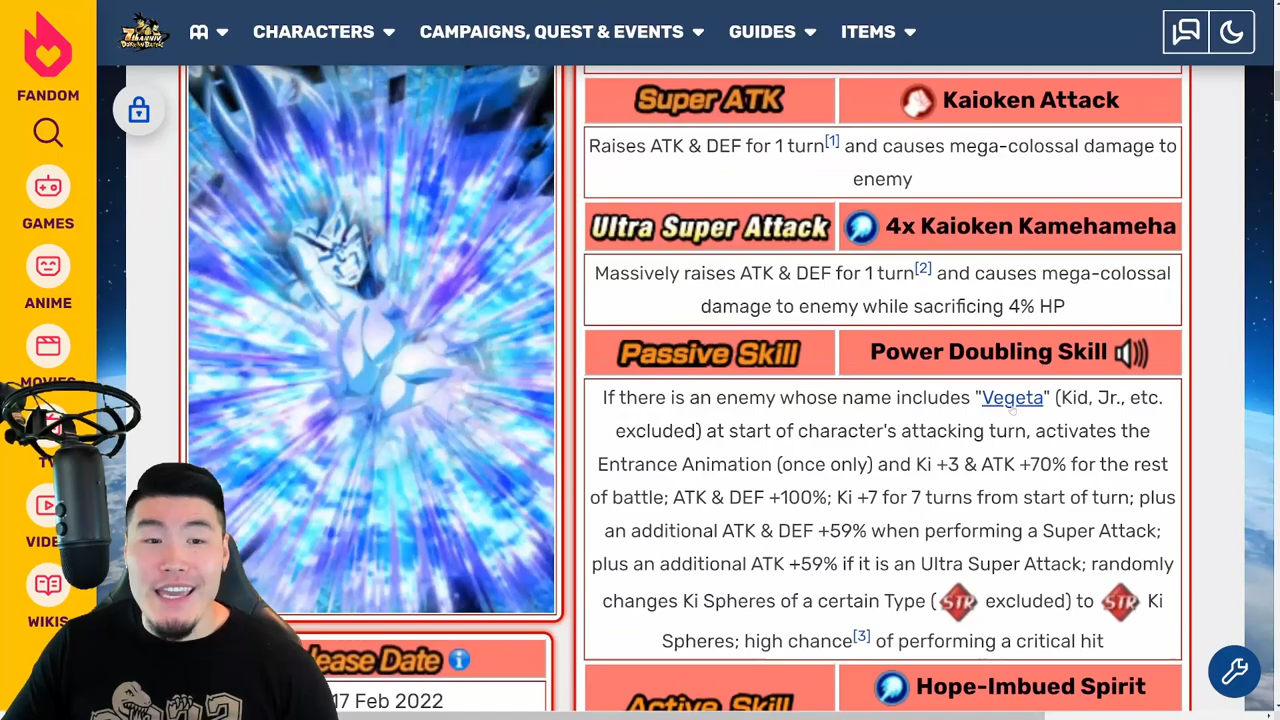 FANDOM
GAMES
ANIME
MOVIES
TV
VIDE
WIKIS
7th ANNIV
DOKKAN BATTLE
CHARACTERS
CAMPAIGNS, QUEST & EVENTS
GUIDES
ITEMS
Super ATK
Kaioken Attack
Raises ATK & DEF for 1 turn[1] and causes mega-colossal damage to
enemy
Ultra Super Attack
4x Kaioken Kamehameha
Massively raises ATK & DEF for 1 turn[2] and causes mega-colossal
damage to enemy while sacrificing 4% HP
Passive Skill
Power Doubling Skill
If there is an enemy whose name includes "Vegeta" (Kid, Jr., etc.
excluded) at start of character's attacking turn, activates the
Entrance Animation (once only) and Ki +3 & ATK +70% for the rest
of battle; ATK & DEF +100%; Ki +7 for 7 turns from start of turn; plus
an additional ATK & DEF +59% when performing a Super Attack;
plus an additional ATK +59% if it is an Ultra Super Attack; randomly
changes Ki Spheres of a certain Type (STR excluded) to STR Ki
Spheres; high chance[3] of performing a critical hit
lease Date
17 Feb 2022
Active Skill
Hope-Imbued Spirit